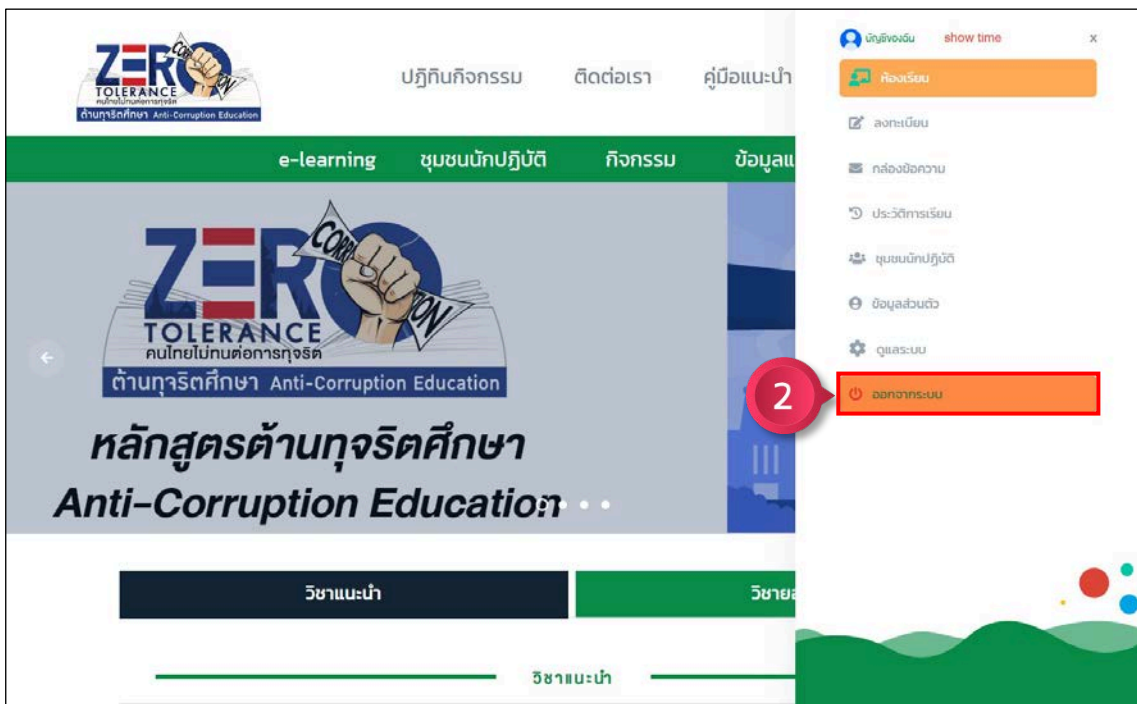 ZERO
CORRUPTION
TOLERANCE
คนไทยไม่ทนต่อการทุจริต
ต้านทุจริตศึกษา Anti-Corruption Education
ปฏิทินกิจกรรม ติดต่อเรา คู่มือแนะนำ
e-learning ชุมชนนักปฏิบัติ กิจกรรม ข้อมูลแ
ZERO
CORRUPTION
TOLERANCE
คนไทยไม่ทนต่อการทุจริต
ต้านทุจริตศึกษา Anti-Corruption Education
หลักสูตรต้านทุจริตศึกษา
Anti-Corruption Education
วิชาแนะนำ วิชายอ
วิชาแนะนำ
บัญชีของฉัน show time x
ห้องเรียน
ลงทะเบียน
กล่องข้อความ
ประวัติการเรียน
ชุมชนนักปฏิบัติ
ข้อมูลส่วนตัว
ดูแลระบบ
2 ออกจากระบบ